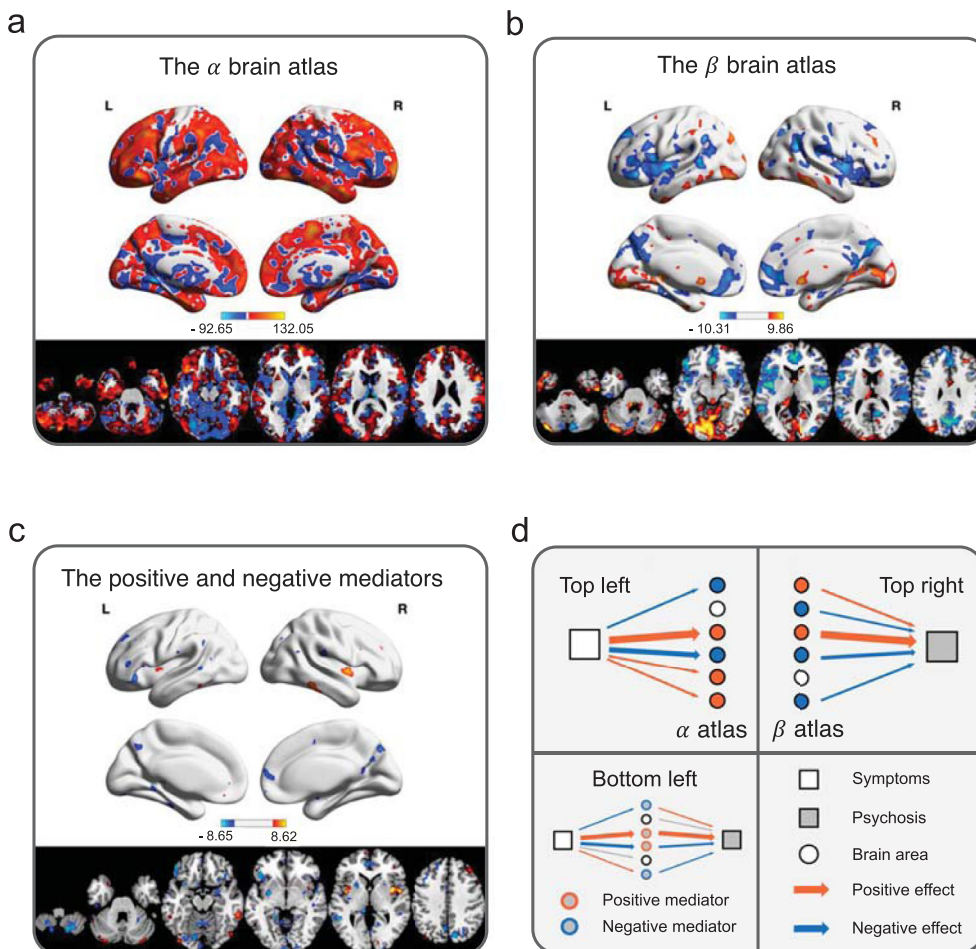 a
The α brain atlas
L R
- 92.65 132.05
b
The β brain atlas
L R
- 10.31 9.86
c
The positive and negative mediators
L R
- 8.65 8.62
d
Top left
α atlas
Top right
β atlas
Bottom left
Positive mediator
Negative mediator
Symptoms
Psychosis
Brain area
Positive effect
Negative effect